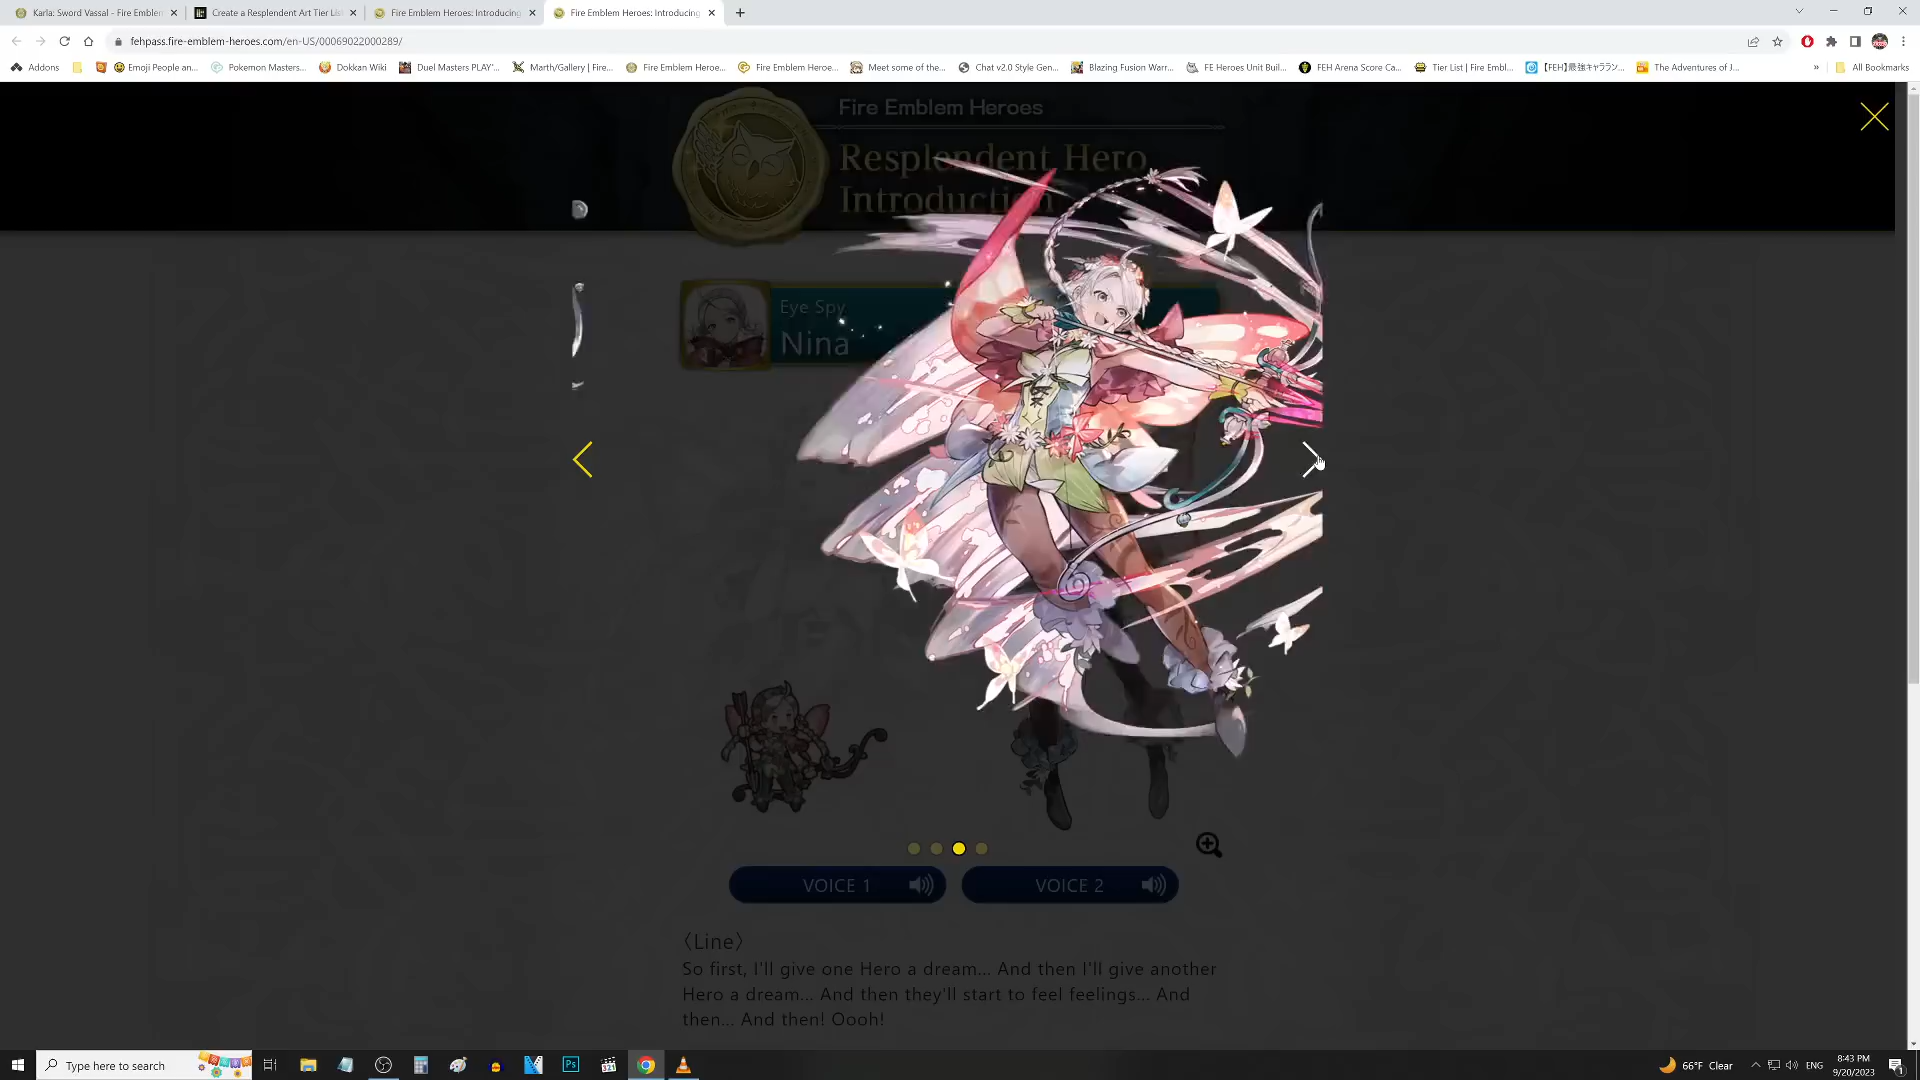 Karla: Sword Vassal - Fire Emblem
Create a Resplendent Art Tier Lis
Fire Emblem Heroes: Introducing
Fire Emblem Heroes: Introducing
fehpass.fire-emblem-heroes.com/en-US/00069022000289/
Addons
Emoji People an...
Pokemon Masters...
Dokkan Wiki
Duel Masters PLAY'...
Marth/Gallery | Fire...
Fire Emblem Heroe...
Fire Emblem Heroe...
Meet some of the...
Chat v2.0 Style Gen...
Blazing Fusion Warr...
FE Heroes Unit Buil...
FEH Arena Score Ca...
Tier List | Fire Embl...
【FEH】最強キャララン...
The Adventures of J...
»
All Bookmarks
Fire Emblem Heroes
Resplendent Hero
Introduction
Eye Spy
Nina
VOICE 1
VOICE 2
〈Line〉
So first, I'll give one Hero a dream... And then I'll give another
Hero a dream... And then they'll start to feel feelings... And
then... And then! Oooh!
Type here to search
Ps
321
66°F Clear
ENG
8:43 PM
9/20/2023
1